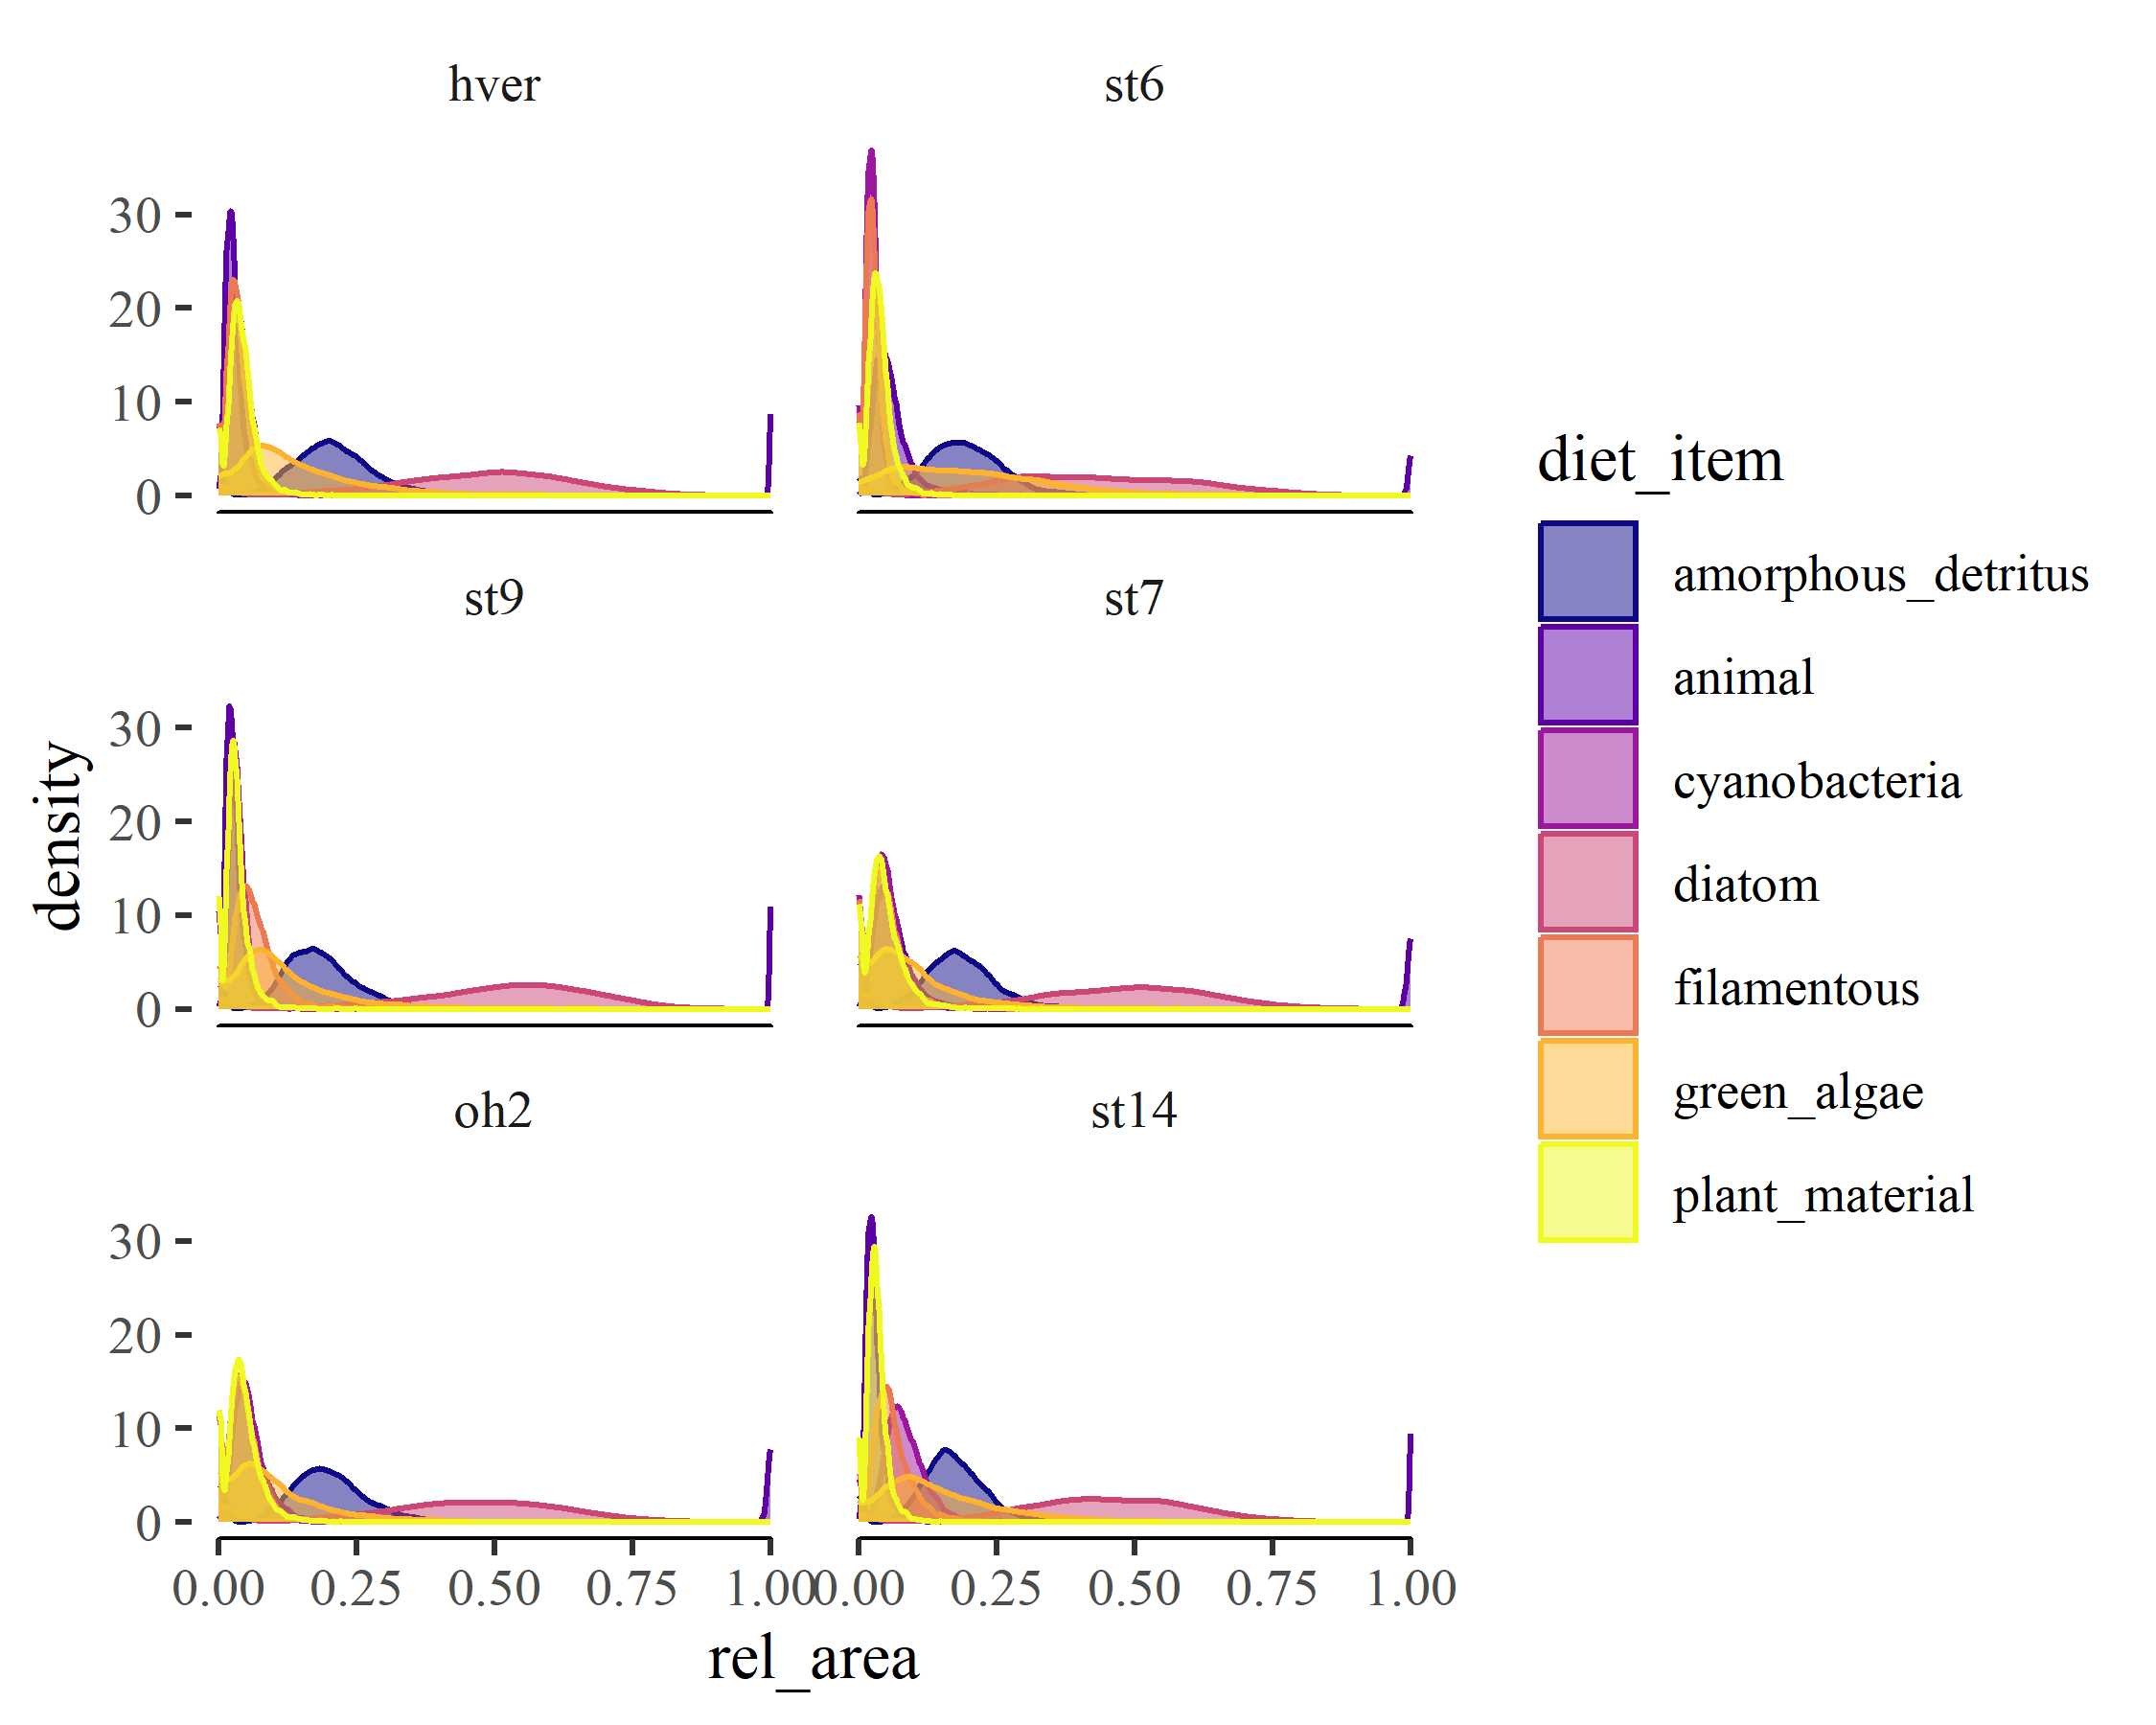 hver
st6
30
20
10
0
st9
st7
30
20
10
0
density
oh2
st14
30
20
10
0
0.00 0.25 0.50 0.75 1.00
0.00 0.25 0.50 0.75 1.00
rel_area
diet_item
amorphous_detritus
animal
cyanobacteria
diatom
filamentous
green_algae
plant_material